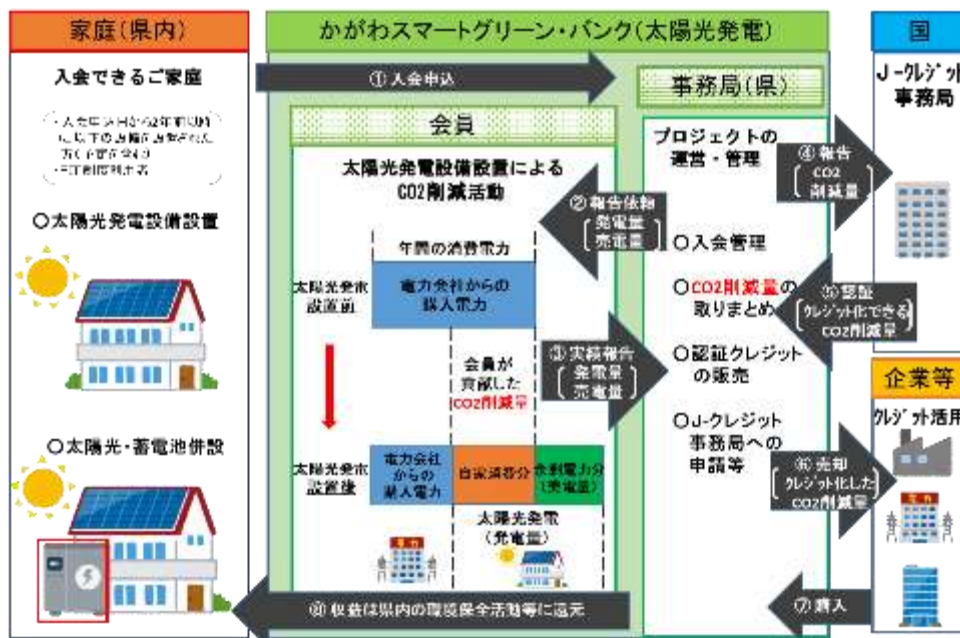 家庭(県内)
入会できるご家庭
○太陽光発電設備設置
○太陽光・蓄電池併設
かがわスマートグリーン・バンク(太陽光発電)
①入会申込
会員
太陽光発電設備設置による
CO2削減活動
年間の消費電力
太陽光発電
設置前
電力会社からの
購入電力
会員が
貢献した
CO2削減量
太陽光発電
設置後
電力会社
からの
購入電力
自家消費分
余剰電力分
(売電量)
太陽光発電
(発電量)
②報告依頼
発電量
売電量
③実績報告
発電量
売電量
事務局(県)
プロジェクトの
運営・管理
○入会管理
○CO2削減量の
取りまとめ
○認証クレジット
の販売
○J-クレジット
事務局への
申請等
④報告
CO2
削減量
⑤認証
クレジット化できる
CO2削減量
クレジット化した
CO2削減量
⑦購入
⑧収益は県内の環境保全活動等に還元
国
J-クレジット
事務局
企業等
クレジット活用